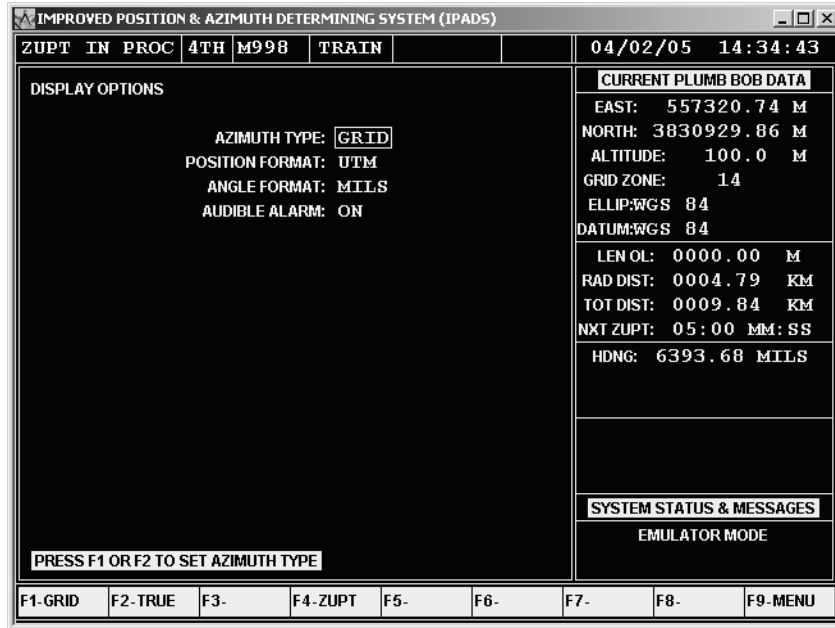 IMPROVED POSITION & AZIMUTH DETERMINING SYSTEM (IPADS)
ZUPT IN PROC 4TH M998 TRAIN 04/02/05 14:34:43
DISPLAY OPTIONS
AZIMUTH TYPE: GRID
POSITION FORMAT: UTM
ANGLE FORMAT: MILS
AUDIBLE ALARM: ON
PRESS F1 OR F2 TO SET AZIMUTH TYPE
CURRENT PLUMB BOB DATA
EAST: 557320.74 M
NORTH: 3830929.86 M
ALTITUDE: 100.0 M
GRID ZONE: 14
ELLIP:WGS 84
DATUM:WGS 84
LEN OL: 0000.00 M
RAD DIST: 0004.79 KM
TOT DIST: 0009.84 KM
NXT ZUPT: 05:00 MM:SS
HDNG: 6393.68 MILS
SYSTEM STATUS & MESSAGES
EMULATOR MODE
F1-GRID F2-TRUE F3- F4-ZUPT F5- F6- F7- F8- F9-MENU